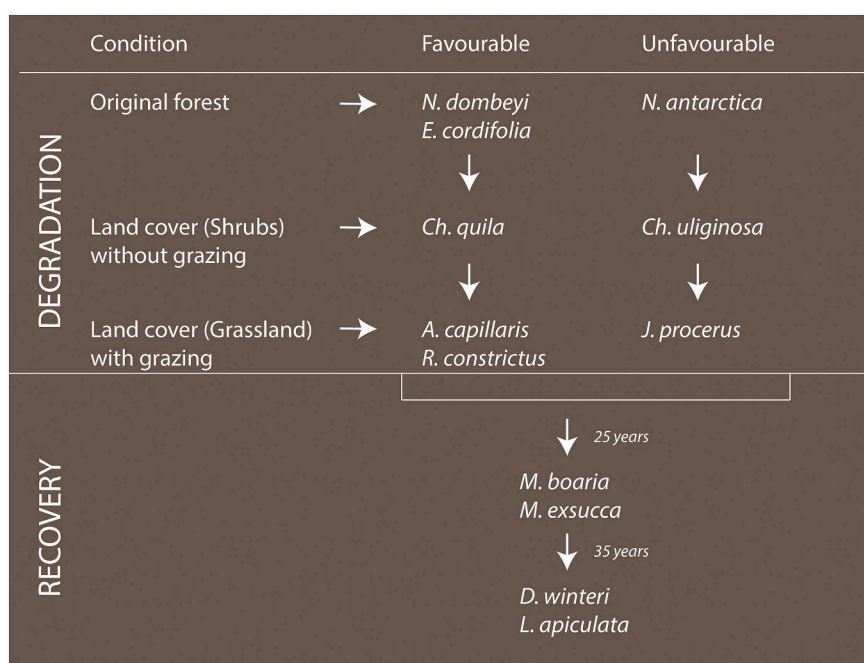 Condition Favourable Unfavourable
DEGRADATION
Original forest N. dombeyi N. antarctica
E. cordifolia
Land cover (Shrubs) Ch. quila Ch. uliginosa
without grazing
Land cover (Grassland) A. capillaris J. procerus
with grazing R. constrictus
RECOVERY
25 years
M. boaria
M. exsucca
35 years
D. winteri
L. apiculata